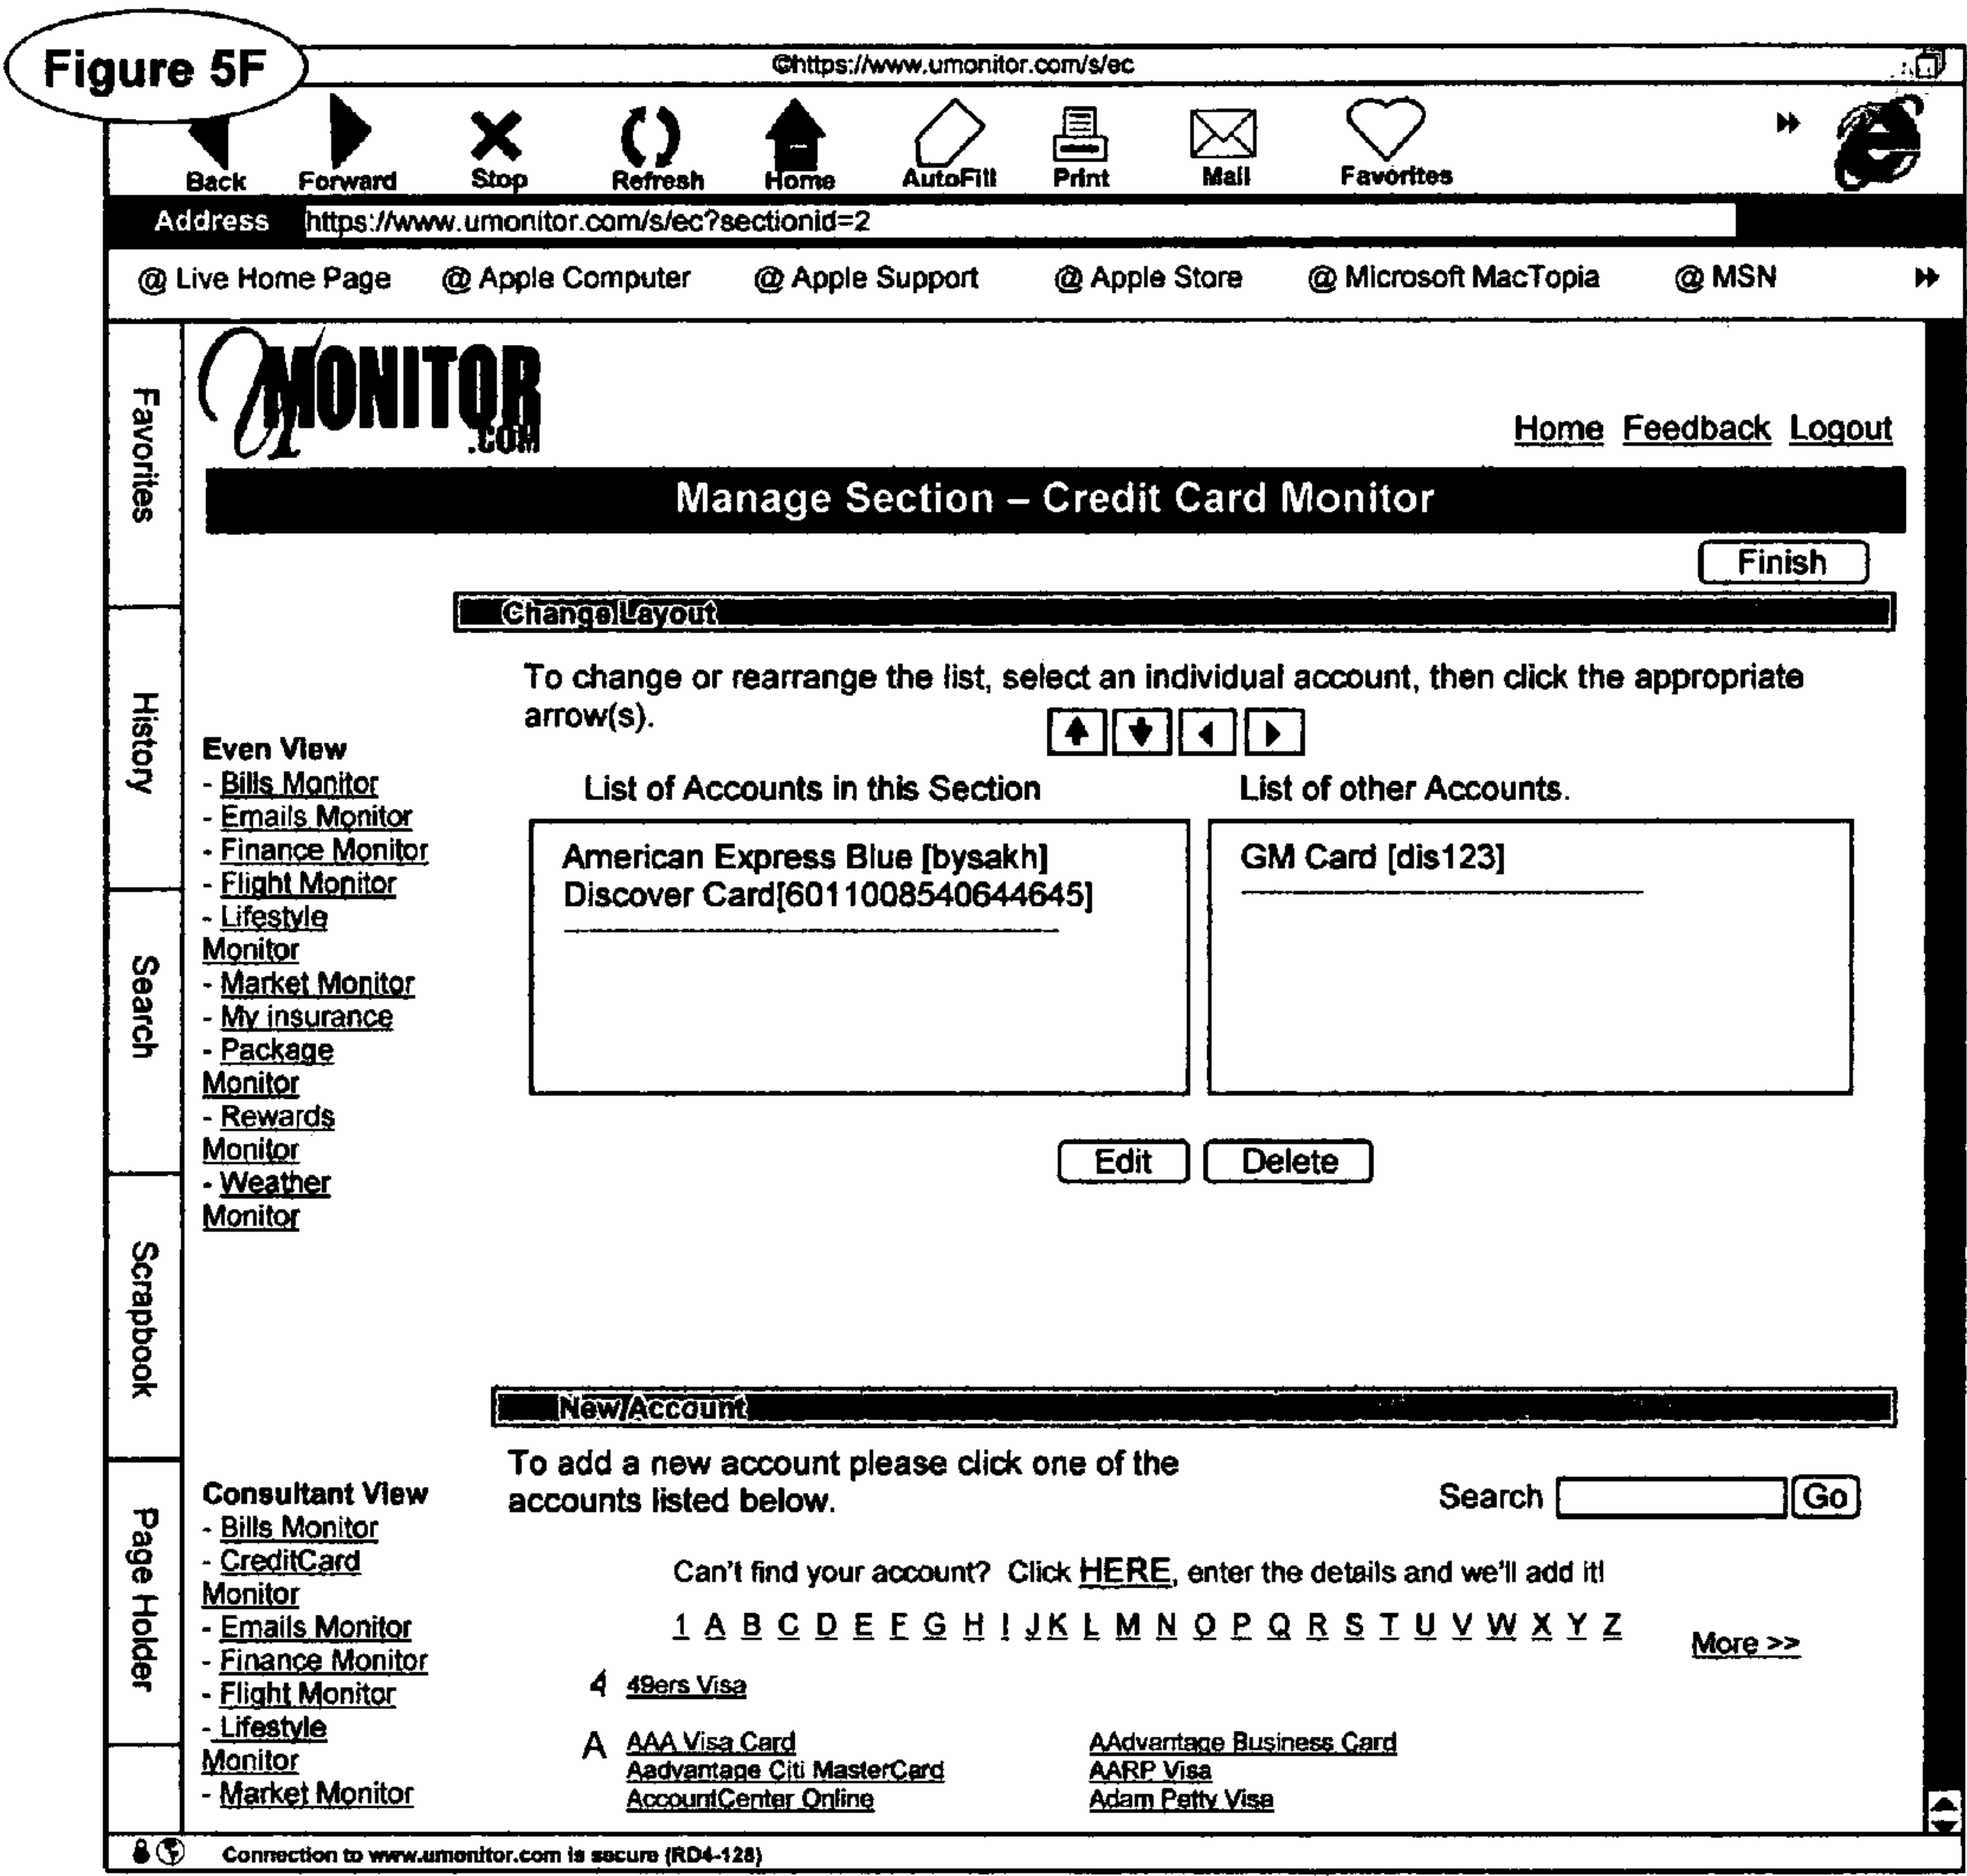 Figure 5F
©https://www.umonitor.com/s/ec
Back Forward Stop Refresh Home AutoFill Print Mail Favorites
Address https://www.umonitor.com/s/ec?sectionid=2
@ Live Home Page @ Apple Computer @ Apple Support @ Apple Store @ Microsoft MacTopia @ MSN
Favorites
History
Search
Scrapbook
Page Holder
UMONITOR
.COM
Home Feedback Logout
Manage Section – Credit Card Monitor
Finish
Change Layout
To change or rearrange the list, select an individual account, then click the appropriate
arrow(s).
List of Accounts in this Section
American Express Blue [bysakh]
Discover Card[6011008540644645]
List of other Accounts.
GM Card [dis123]
Edit Delete
Even View
- Bills Monitor
- Emails Monitor
- Finance Monitor
- Flight Monitor
- Lifestyle
Monitor
- Market Monitor
- My insurance
- Package
Monitor
- Rewards
Monitor
- Weather
Monitor
New Account
To add a new account please click one of the
accounts listed below.
Search Go
Can't find your account? Click HERE, enter the details and we'll add it!
1 A B C D E F G H I J K L M N O P Q R S T U V W X Y Z
More >>
4 49ers Visa
A AAA Visa Card AAdvantage Business Card
Aadvantage Citi MasterCard AARP Visa
AccountCenter Online Adam Petty Visa
Consultant View
- Bills Monitor
- CreditCard
Monitor
- Emails Monitor
- Finance Monitor
- Flight Monitor
- Lifestyle
Monitor
- Market Monitor
Connection to www.umonitor.com is secure (RD4-128)